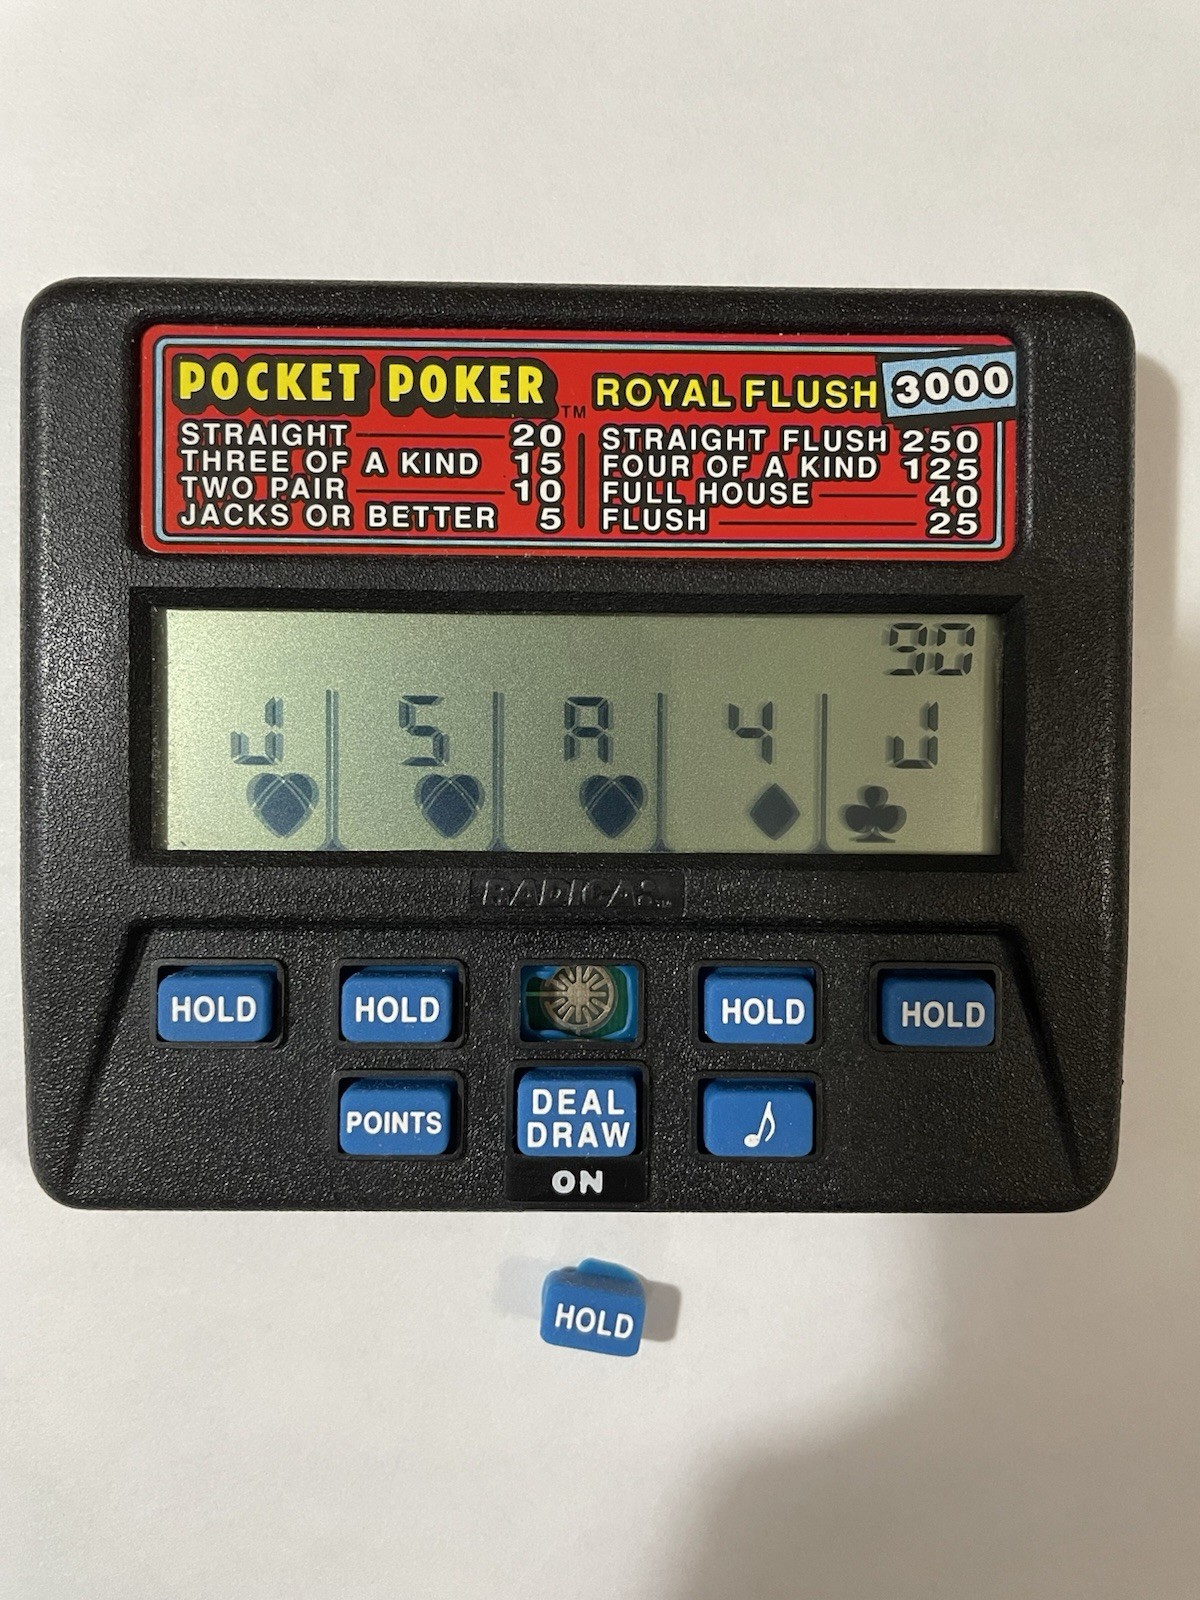 POCKET POKER™ ROYAL FLUSH 3000
STRAIGHT 20
THREE OF A KIND 15
TWO PAIR 10
JACKS OR BETTER 5
STRAIGHT FLUSH 250
FOUR OF A KIND 125
FULL HOUSE 40
FLUSH 25
90
J 5 A 4 J
RADICA™
HOLD HOLD HOLD HOLD
POINTS
DEAL
DRAW
ON
HOLD